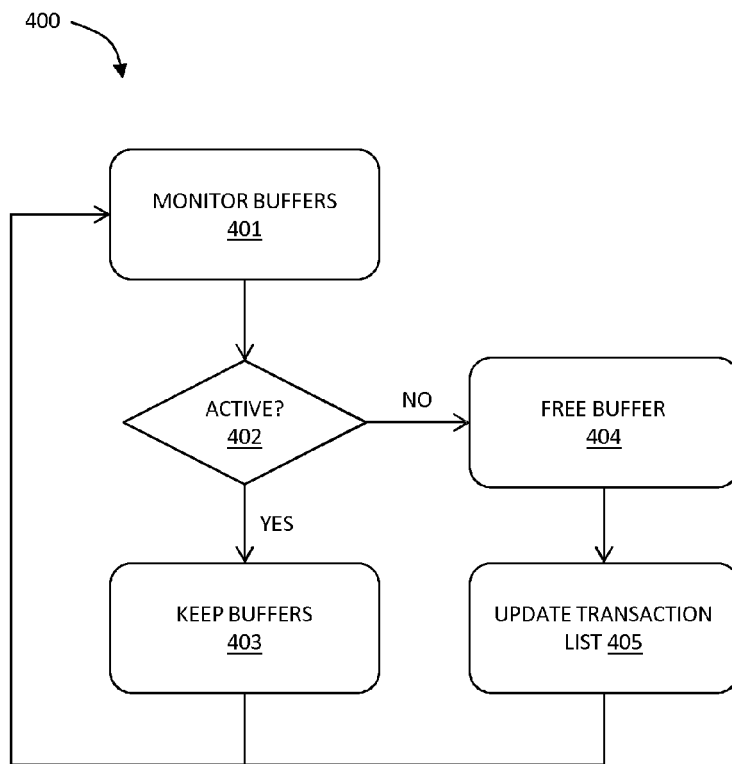 400
MONITOR BUFFERS
401
ACTIVE?
402
NO
FREE BUFFER
404
YES
KEEP BUFFERS
403
UPDATE TRANSACTION
LIST 405